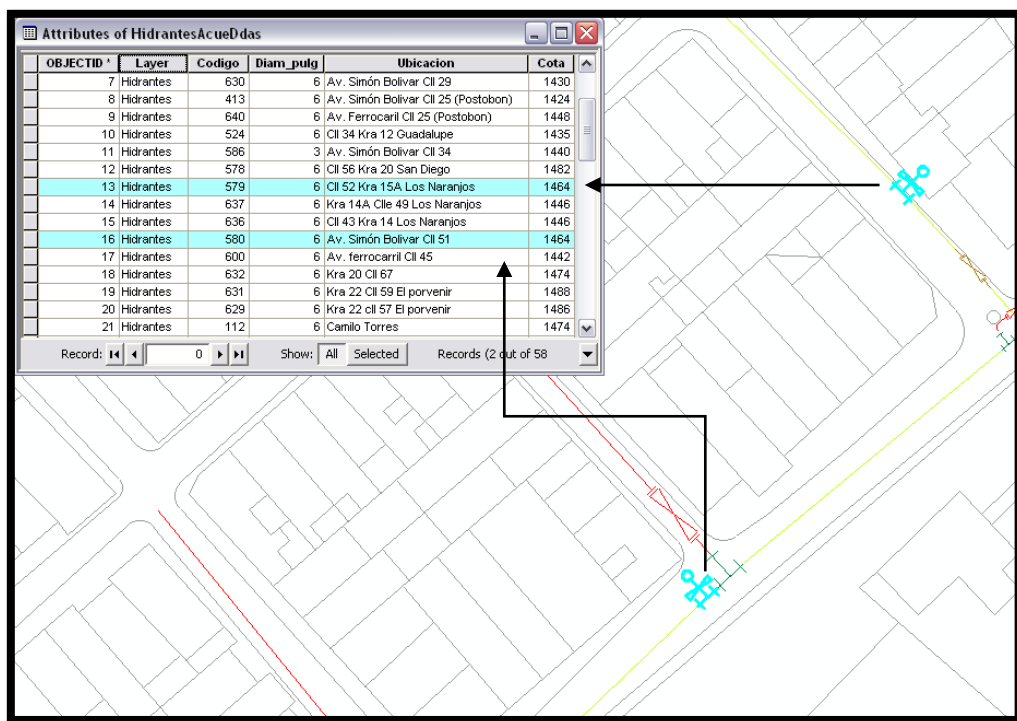 Attributes of HidrantesAcueDdas
OBJECTID * Layer Codigo Diam_pulg Ubicacion Cota
7 Hidrantes 630 6 Av. Simón Bolivar Cll 29 1430
8 Hidrantes 413 6 Av. Simón Bolivar Cll 25 (Postobon) 1424
9 Hidrantes 640 6 Av. Ferrocaril Cll 25 (Postobon) 1448
10 Hidrantes 524 6 Cll 34 Kra 12 Guadalupe 1435
11 Hidrantes 586 3 Av. Simón Bolivar Cll 34 1440
12 Hidrantes 578 6 Cll 56 Kra 20 San Diego 1482
13 Hidrantes 579 6 Cll 52 Kra 15A Los Naranjos 1464
14 Hidrantes 637 6 Kra 14A Clle 49 Los Naranjos 1446
15 Hidrantes 636 6 Cll 43 Kra 14 Los Naranjos 1446
16 Hidrantes 580 6 Av. Simón Bolivar Cll 51 1464
17 Hidrantes 600 6 Av. ferrocarril Cll 45 1442
18 Hidrantes 632 6 Kra 20 Cll 67 1474
19 Hidrantes 631 6 Kra 22 Cll 59 El porvenir 1488
20 Hidrantes 629 6 Kra 22 cll 57 El porvenir 1486
21 Hidrantes 112 6 Camilo Torres 1474
Record: 0 Show: All Selected Records (2 out of 58